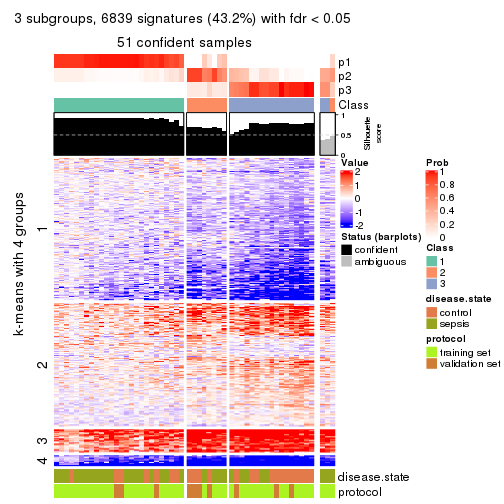 3 subgroups, 6839 signatures (43.2%) with fdr < 0.05
51 confident samples
p1
p2
p3
Class
1
0.5
0
Silhouette
score
k-means with 4 groups
1
2
3
4
disease.state
protocol
Value
2
1
0
-1
-2
Status (barplots)
confident
ambiguous
Prob
1
0.8
0.6
0.4
0.2
0
Class
1
2
3
disease.state
control
sepsis
protocol
training set
validation set